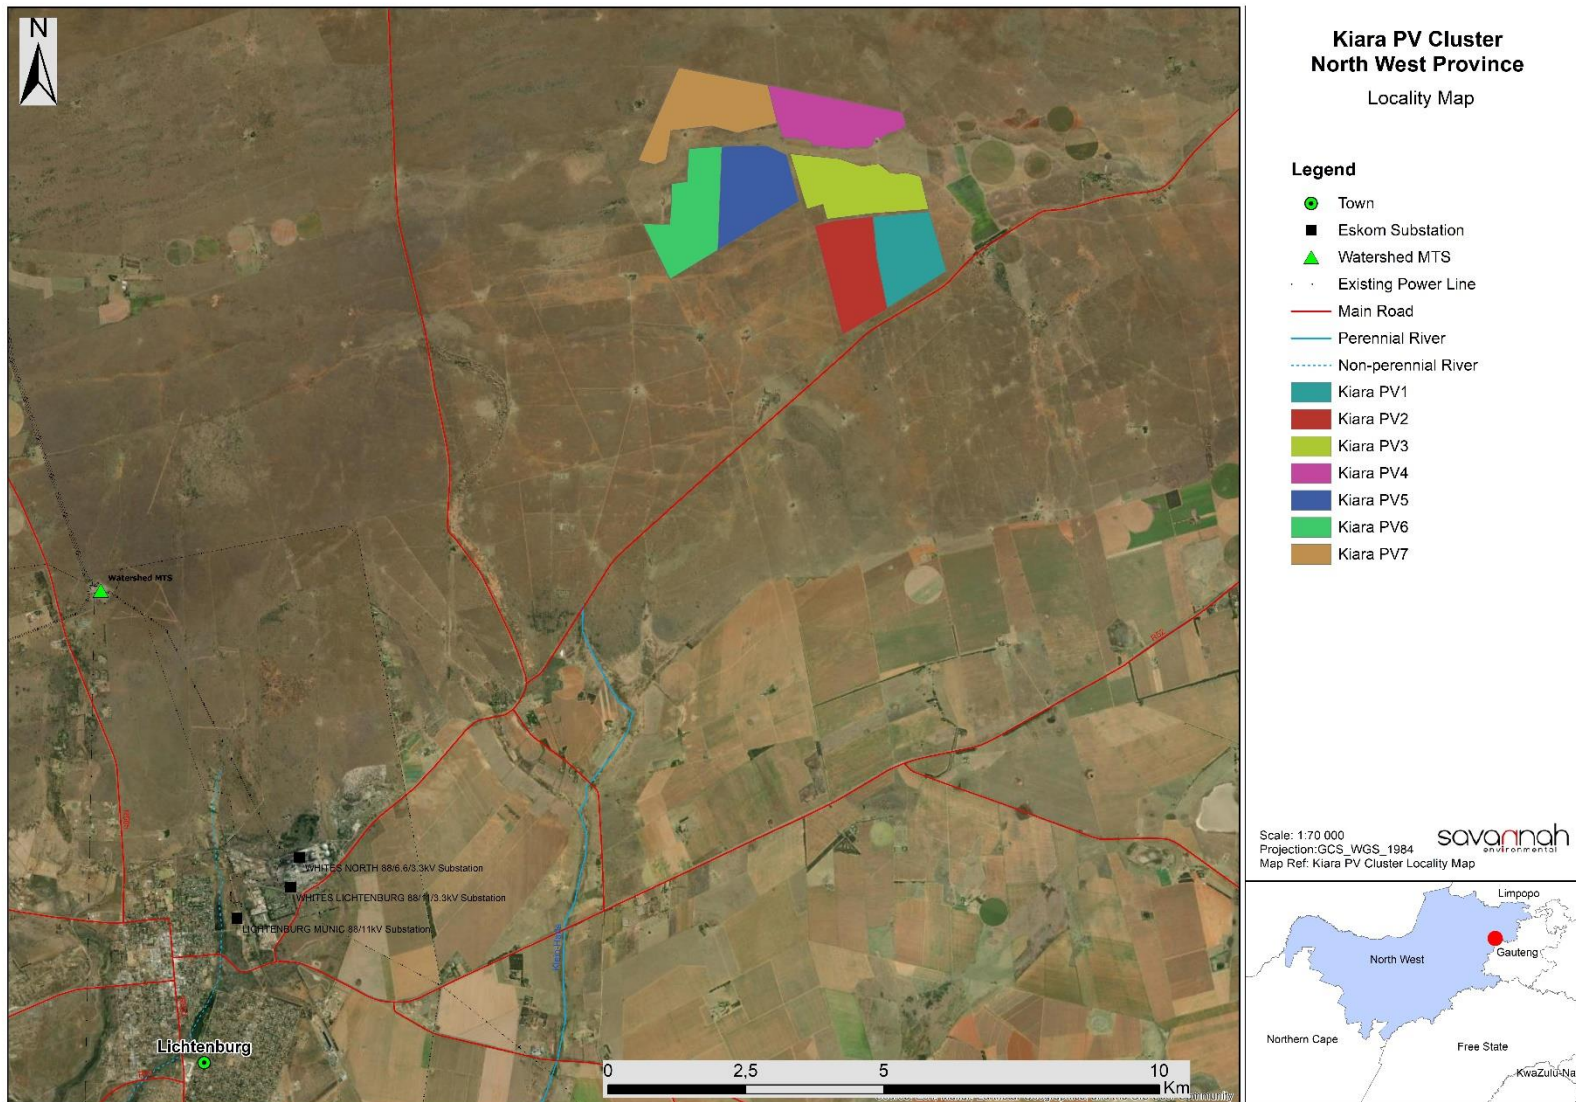 N
Kiara PV Cluster
North West Province
Locality Map
Legend
Town
Eskom Substation
Watershed MTS
Existing Power Line
Main Road
Perennial River
Non-perennial River
Kiara PV1
Kiara PV2
Kiara PV3
Kiara PV4
Kiara PV5
Kiara PV6
Kiara PV7
Watershed MTS
WHITES NORTH 88/6.6/3.3kV Substation
WHITES LICHTENBURG 88/11/3.3kV Substation
LICHTENBURG MUNIC 88/11kV Substation
Lichtenburg
0 2,5 5 10
Km
Scale: 1:70 000
Projection:GCS_WGS_1984
Map Ref: Kiara PV Cluster Locality Map
savannah
environmental
Limpopo
North West
Gauteng
Northern Cape
Free State
KwaZulu-Na